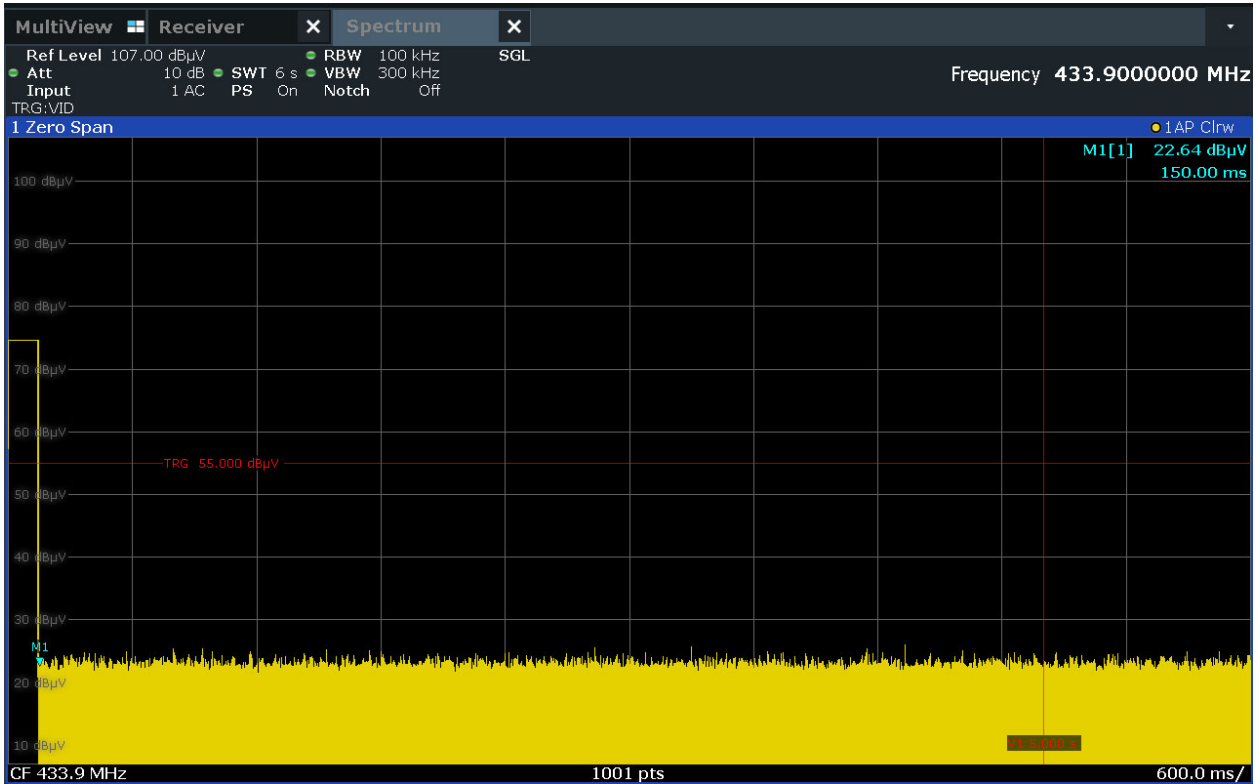 MultiView Receiver X Spectrum X
Ref Level 107.00 dBµV RBW 100 kHz SGL
Att 10 dB SWT 6 s VBW 300 kHz
Frequency 433.9000000 MHz
Input 1 AC PS On Notch Off
TRG:VID
1 Zero Span 1AP Clrw
M1[1] 22.64 dBµV
150.00 ms
100 dBµV
90 dBµV
80 dBµV
70 dBµV
60 dBµV
TRG 55.000 dBµV
50 dBµV
40 dBµV
30 dBµV
M1
20 dBµV
V1:5.000 s
10 dBµV
CF 433.9 MHz 1001 pts 600.0 ms/